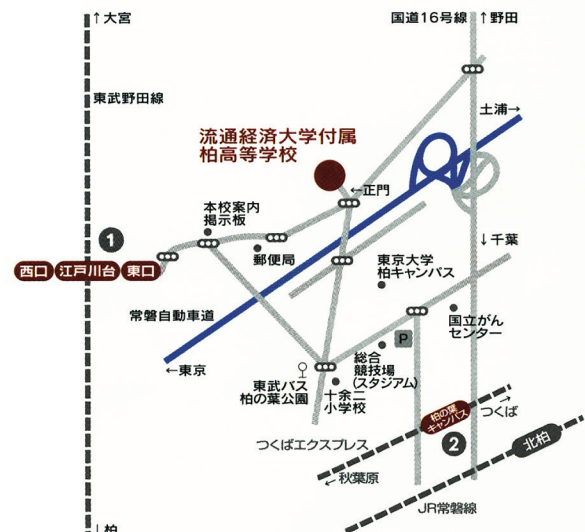 ↑大宮
国道16号線
↑野田
東武野田線
土浦→
流通経済大学付属
柏高等学校
←正門
本校案内
掲示板
1
郵便局
↓千葉
東京大学
柏キャンパス
西口
江戸川台
東口
常磐自動車道
国立がん
センター
P
←東京
総合
競技場
(スタジアム)
東武バス
柏の葉公園
十余二
小学校
柏の葉
キャンパス
→
つくば
つくばエクスプレス
2
北柏
←
秋葉原
JR常磐線
↓柏